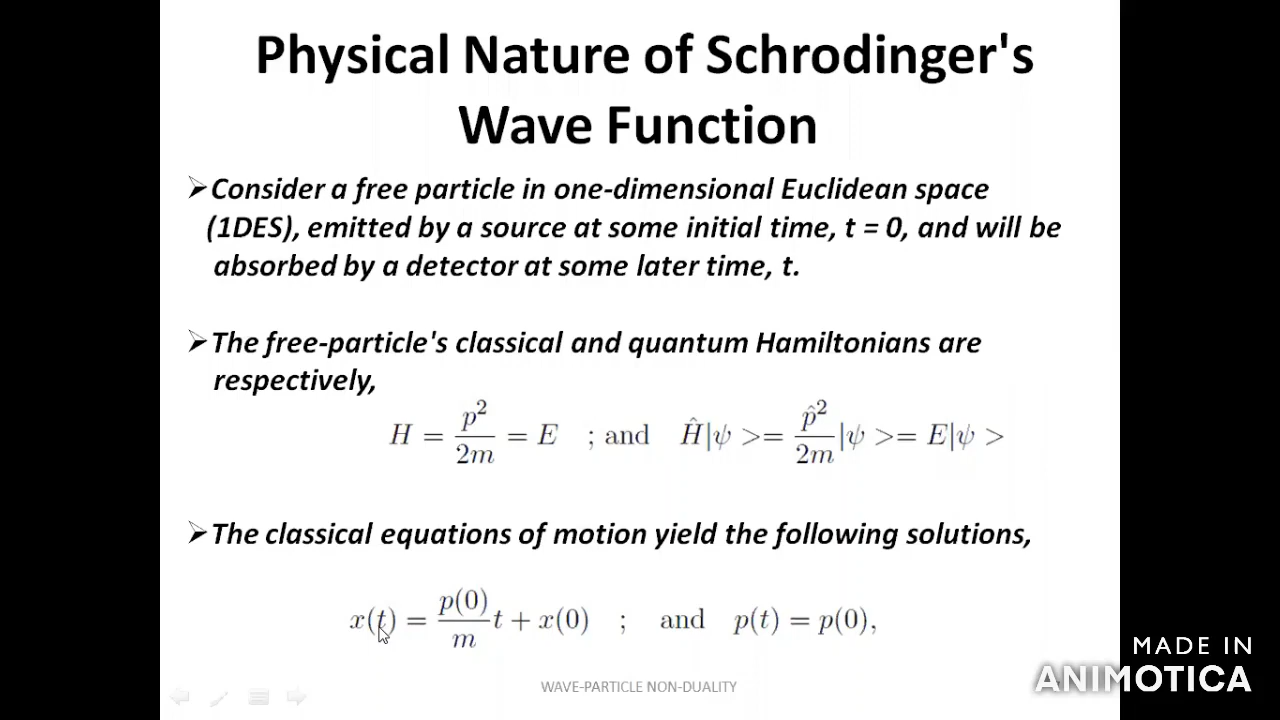 Physical Nature of Schrodinger's
Wave Function
➢Consider a free particle in one-dimensional Euclidean space
(1DES), emitted by a source at some initial time, t = 0, and will be
absorbed by a detector at some later time, t.
➢The free-particle's classical and quantum Hamiltonians are
respectively,
H = p²/2m = E ; and Ĥ|ψ >= p̂²/2m |ψ >= E|ψ >
➢The classical equations of motion yield the following solutions,
x(t) = p(0)/m t + x(0) ; and p(t) = p(0),
WAVE-PARTICLE NON-DUALITY
MADE IN
ANIMOTICA